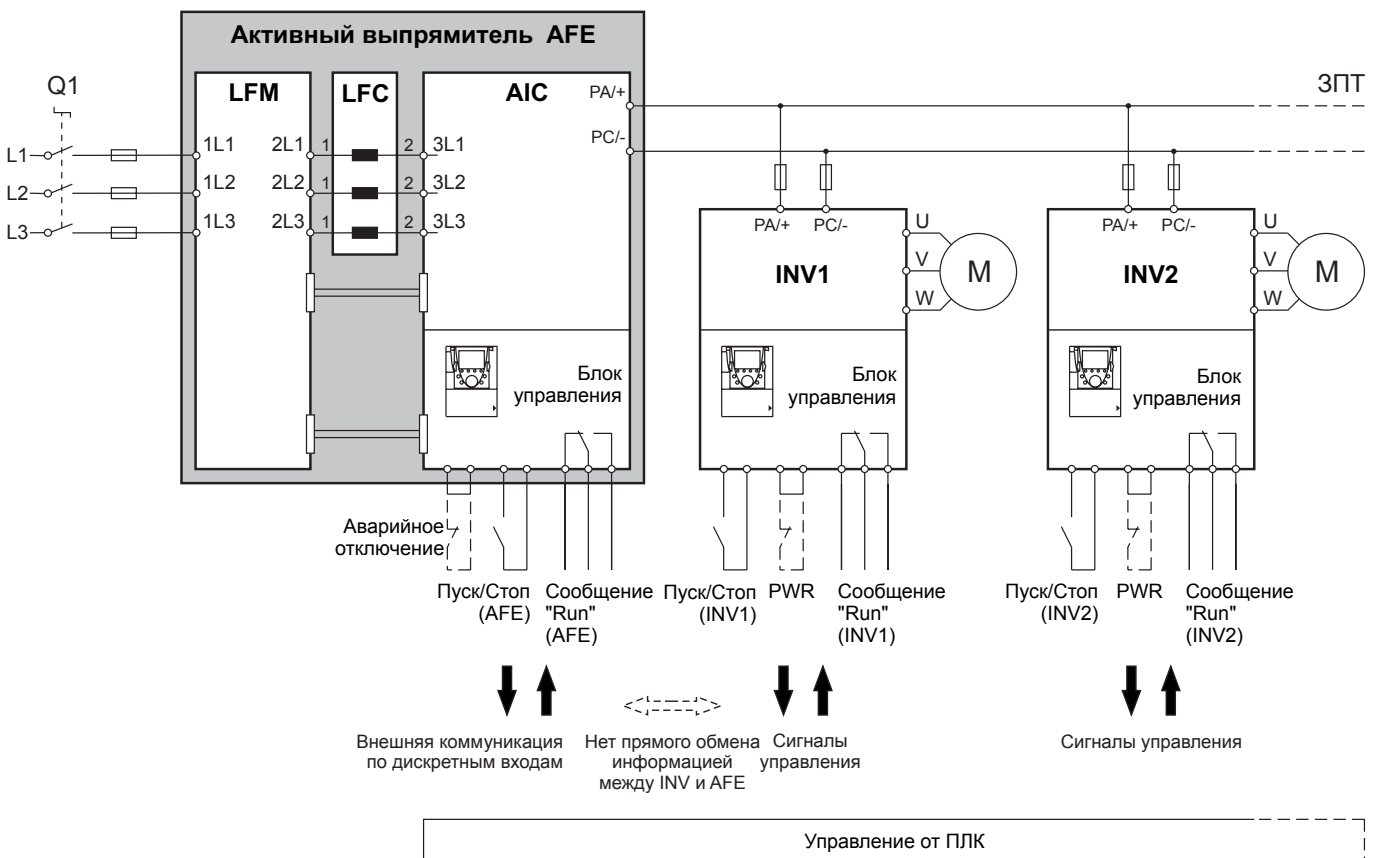 Активный выпрямитель AFE
Q1
LFM
LFC
AIC
PA/+
ЗПТ
PC/-
L1
1L1
2L1
1
2
3L1
L2
1L2
2L2
1
2
3L2
L3
1L3
2L3
1
2
3L3
PA/+ PC/-
U
V
W
INV1
M
PA/+ PC/-
U
V
W
INV2
M
Блок
управления
Блок
управления
Блок
управления
Аварийное
отключение
Пуск/Стоп
(AFE)
Сообщение
"Run"
(AFE)
Пуск/Стоп
(INV1)
PWR
Сообщение
"Run"
(INV1)
Пуск/Стоп
(INV2)
PWR
Сообщение
"Run"
(INV2)
Внешняя коммуникация
по дискретным входам
Нет прямого обмена
информацией
между INV и AFE
Сигналы
управления
Сигналы управления
Управление от ПЛК